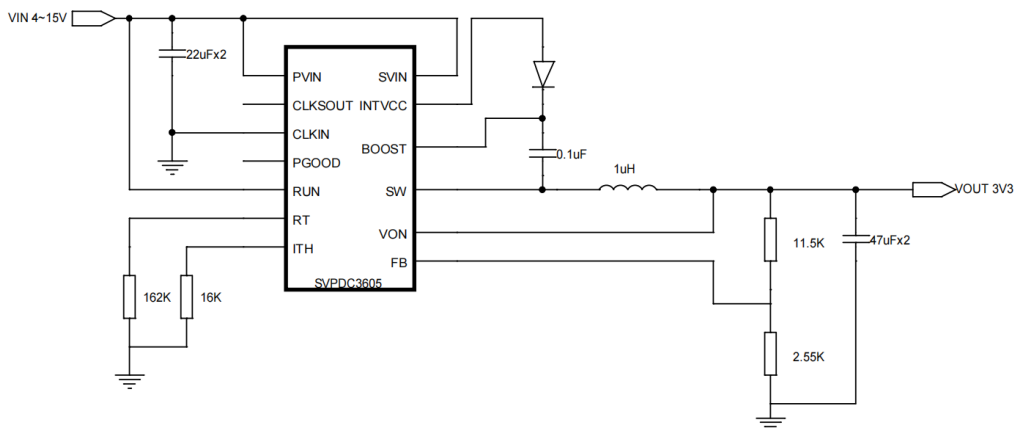 VIN 4~15V
22uFx2
PVIN
SVIN
CLKSOUT
INTVCC
CLKIN
BOOST
PGOOD
0.1uF
RUN
SW
1uH
VOUT 3V3
RT
VON
ITH
FB
11.5K
47uFx2
SVPDC3605
162K
16K
2.55K